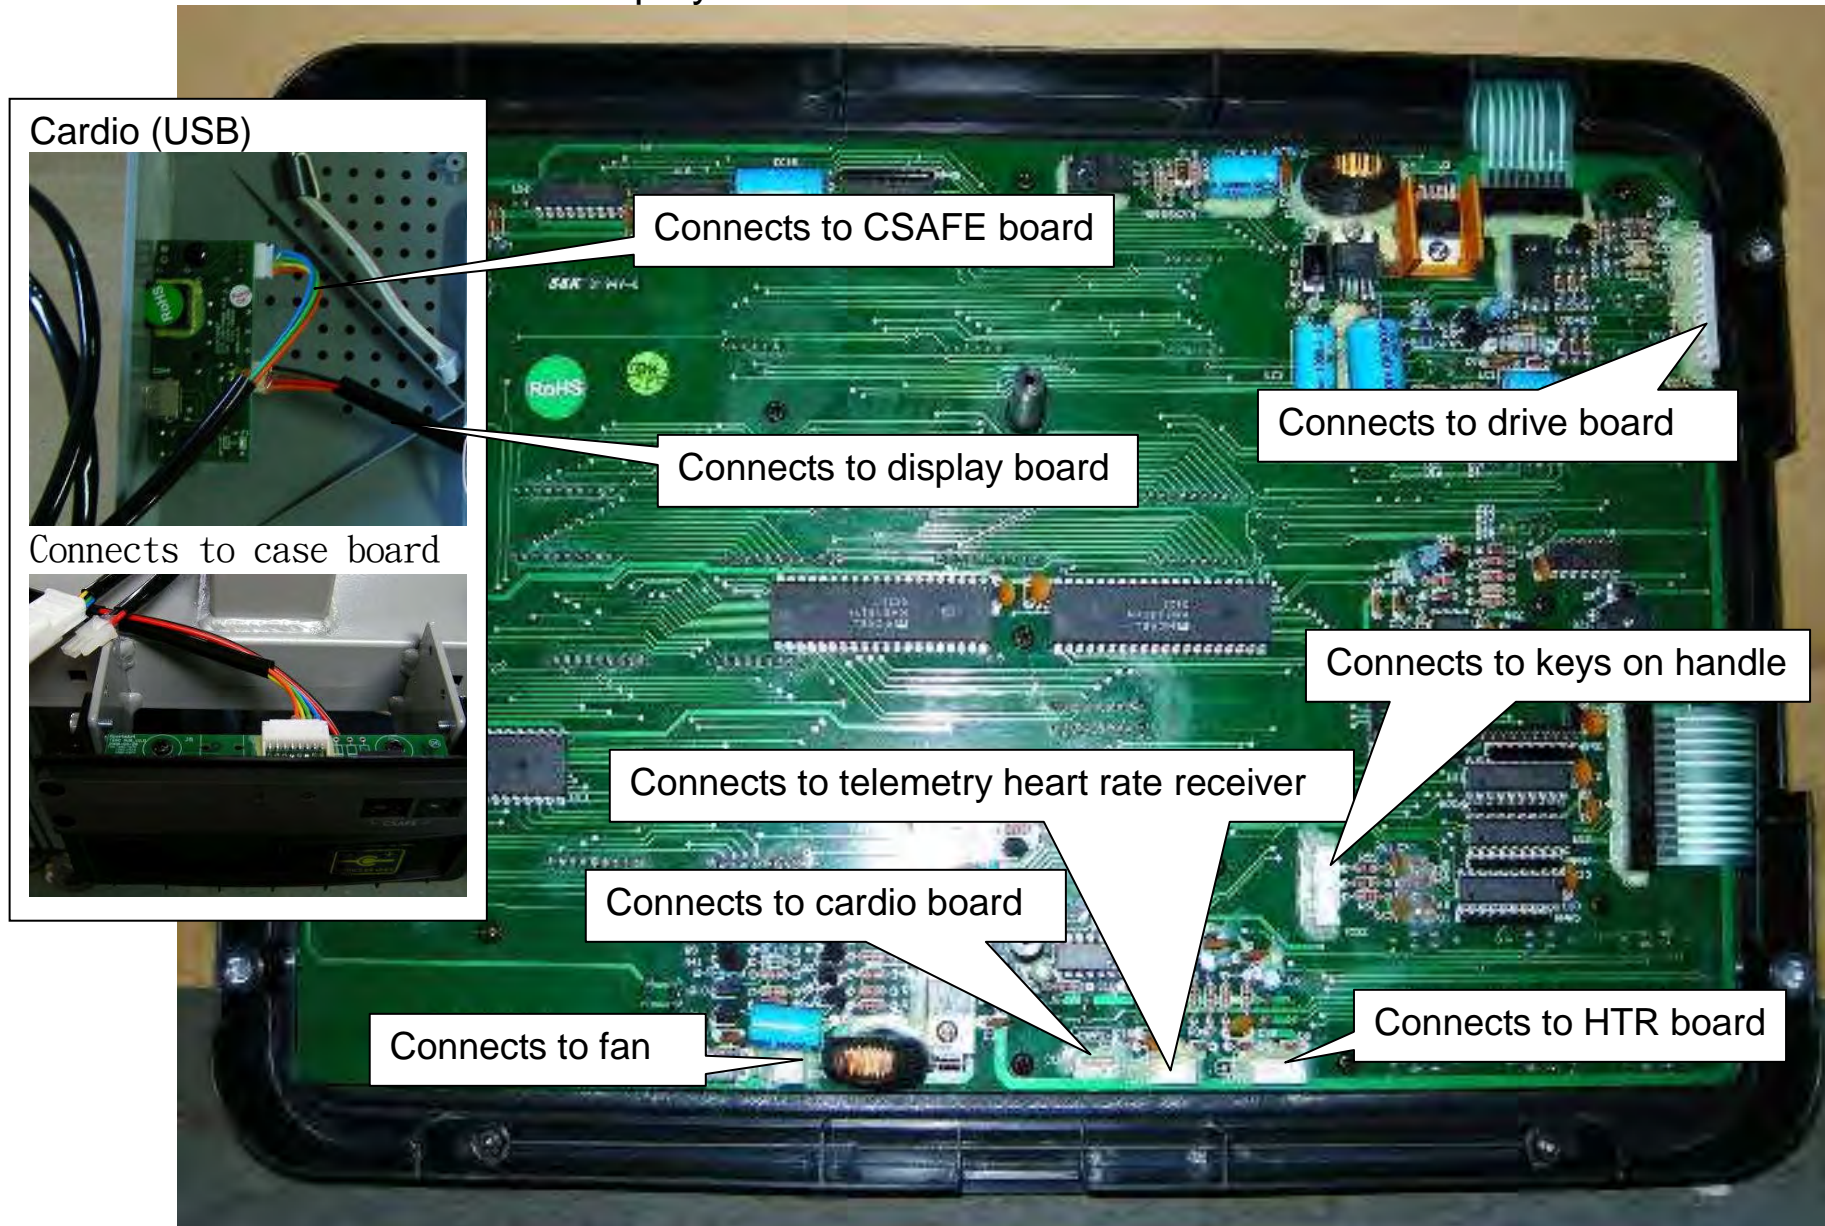 Cardio (USB)
Connects to CSAFE board
RoHS
RoHS
Connects to drive board
Connects to display board
Connects to case board
Connects to keys on handle
Connects to telemetry heart rate receiver
Connects to cardio board
Connects to HTR board
Connects to fan